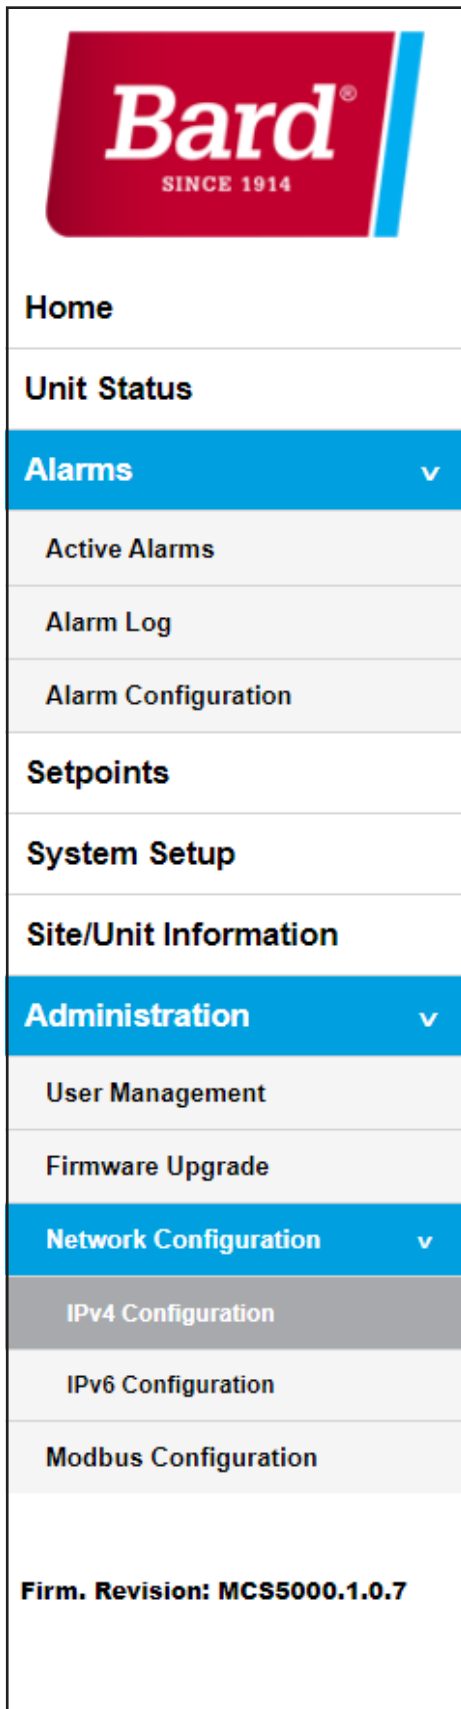 Bard®
SINCE 1914
Home
Unit Status
Alarms v
Active Alarms
Alarm Log
Alarm Configuration
Setpoints
System Setup
Site/Unit Information
Administration v
User Management
Firmware Upgrade
Network Configuration v
IPv4 Configuration
IPv6 Configuration
Modbus Configuration
Firm. Revision: MCS5000.1.0.7